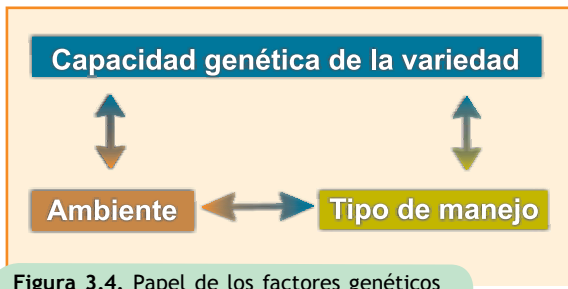 Capacidad genética de la variedad
Ambiente
Tipo de manejo
Figura 3.4. Papel de los factores genéticos